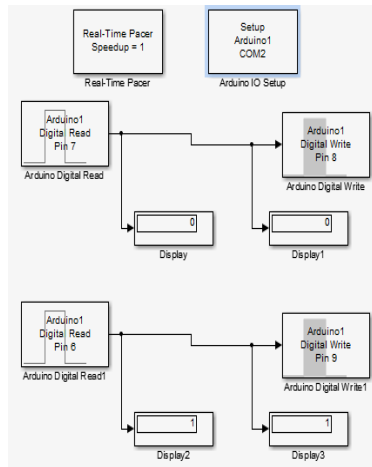 Real-Time Pacer
Speedup = 1
Real-Time Pacer
Setup
Arduino1
COM2
Arduino IO Setup
Arduino1
Digital Read
Pin 7
Arduino Digital Read
Arduino1
Digital Write
Pin 8
Arduino Digital Write
0
Display
0
Display1
Arduino1
Digital Read
Pin 6
Arduino Digital Read1
Arduino1
Digital Write
Pin 9
Arduino Digital Write1
1
Display2
1
Display3